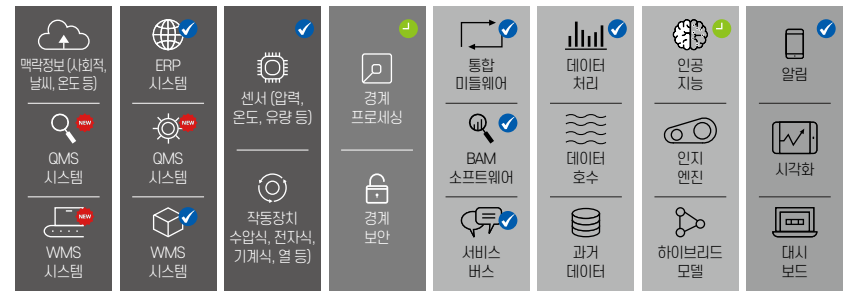 맥락정보 (사회적,
날씨, 온도 등)
NEW
QMS
시스템
NEW
WMS
시스템
ERP
시스템
NEW
QMS
시스템
WMS
시스템
센서 (압력,
온도, 유량 등)
작동장치
수압식, 전자식,
기계식, 열 등)
경계
프로세싱
경계
보안
통합
미들웨어
BAM
소프트웨어
서비스
버스
데이터
처리
데이터
호수
과거
데이터
인공
지능
인지
엔진
하이브리드
모델
알림
시각화
대시
보드